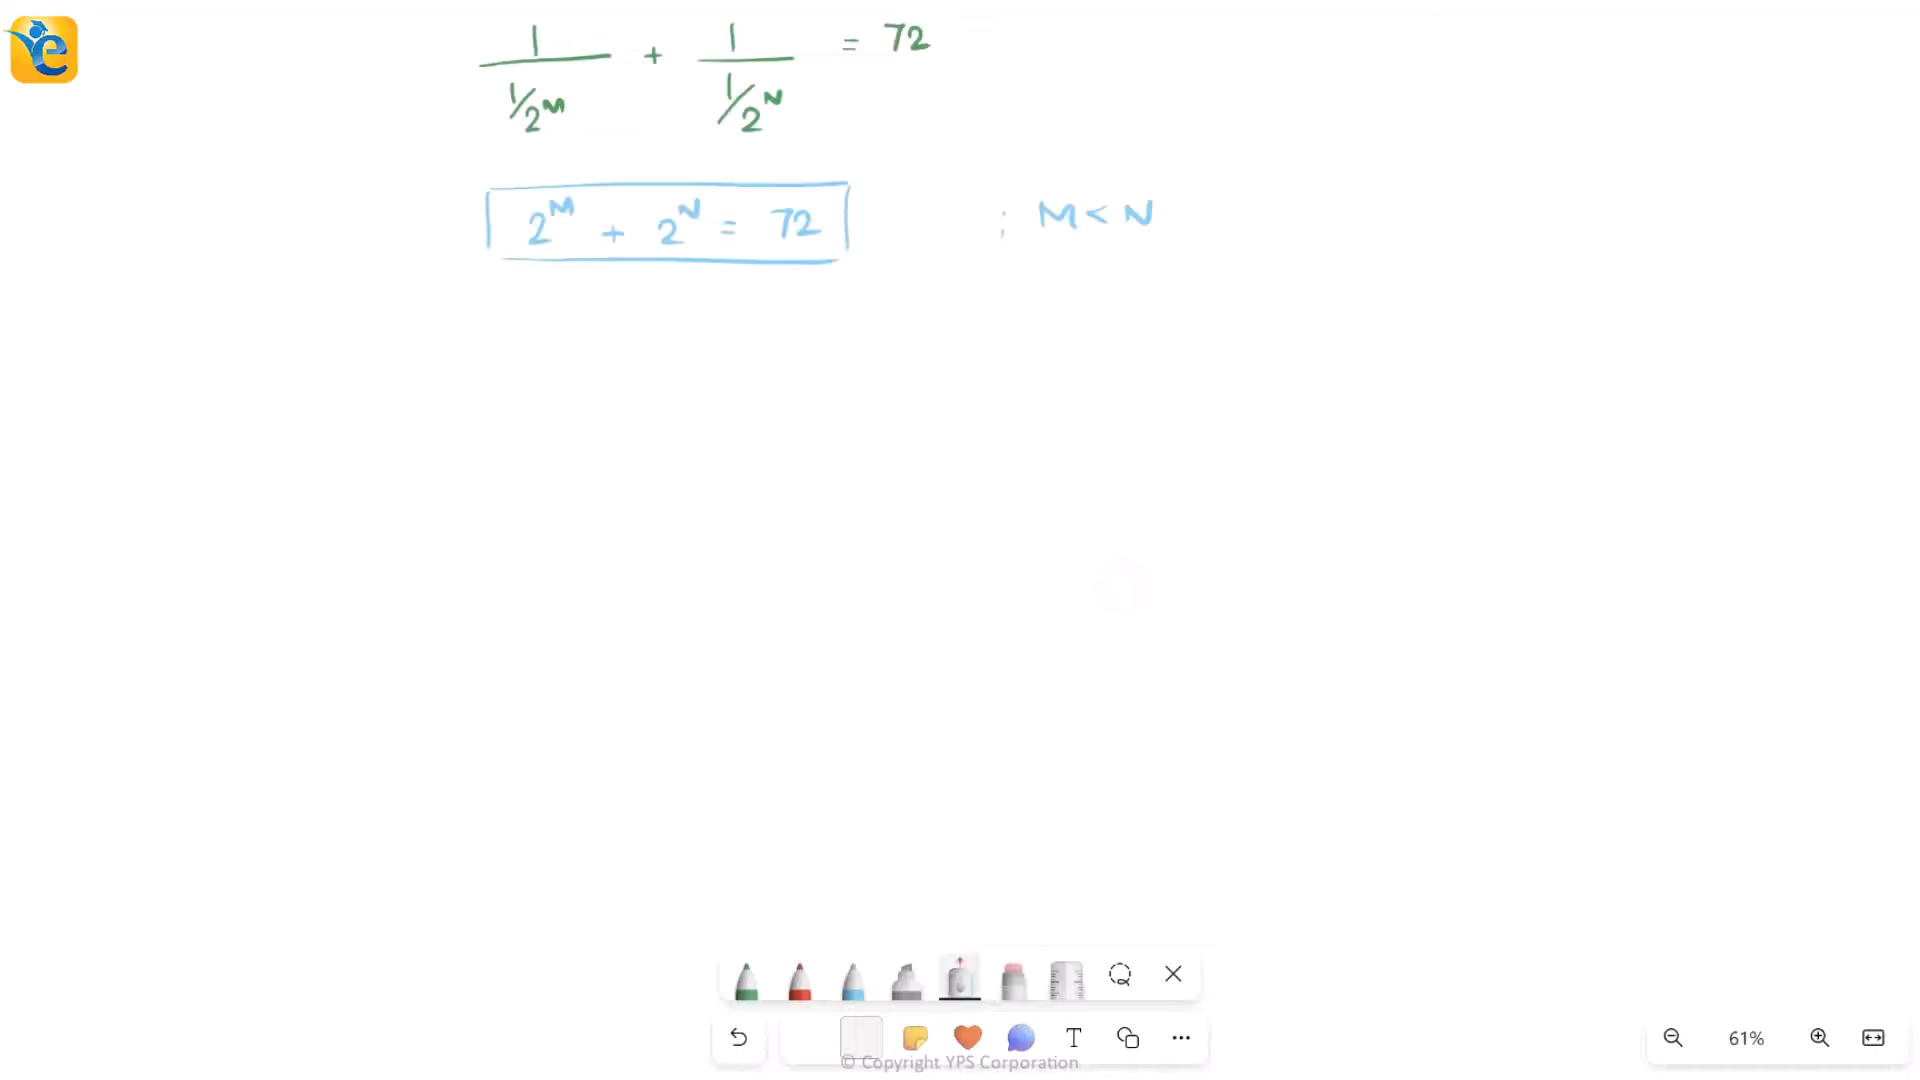 1/(1/2^M) + 1/(1/2^N) = 72
2^M + 2^N = 72 ; M < N
T
61%
© Copyright YPS Corporation